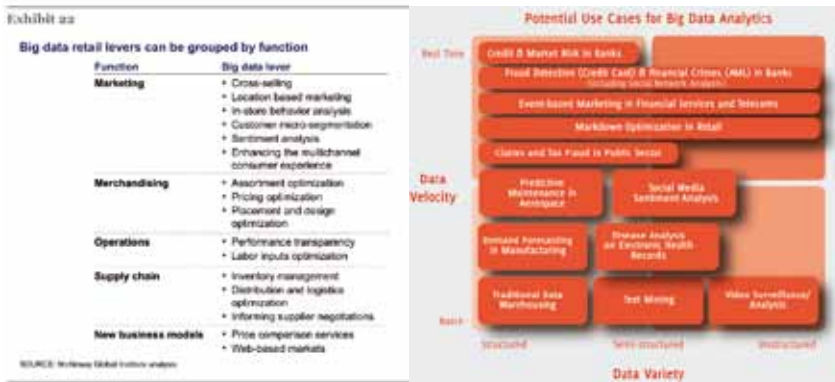 Exhibit 22
Big data retail levers can be grouped by function
Function
Big data lever
Marketing
• Cross-selling
• Location based marketing
• In-store behavior analysis
• Customer micro-segmentation
• Sentiment analysis
• Enhancing the multichannel
consumer experience
Merchandising
• Assortment optimization
• Pricing optimization
• Placement and design
optimization
Operations
• Performance transparency
• Labor inputs optimization
Supply chain
• Inventory management
• Distribution and logistics
optimization
• Informing supplier negotiations
New business models
• Price comparison services
• Web-based markets
SOURCE: McKinsey Global Institute analysis
Potential Use Cases for Big Data Analytics
Real Time
Credit & Market Risk in Banks
Fraud Detection (Credit Card) & Financial Crimes (AML) in Banks
(including Social Network Analysis)
Event-based Marketing in Financial Services and Telecoms
Markdown Optimization in Retail
Claims and Tax Fraud in Public Sector
Data
Velocity
Predictive
Maintenance in
Aerospace
Social Media
Sentiment Analysis
Demand Forecasting
in Manufacturing
Disease Analysis
on Electronic Health
Records
Traditional Data
Warehousing
Text Mining
Video Surveillance/
Analysis
Batch
Structured
Semi-structured
Unstructured
Data Variety